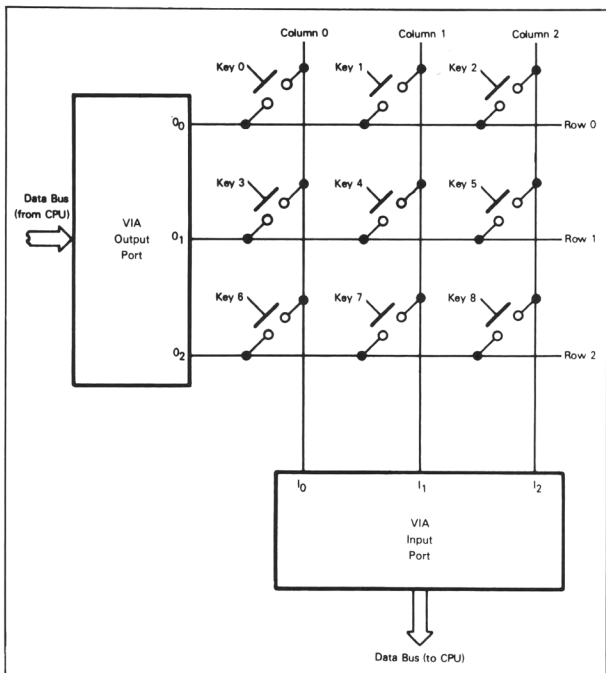 Column 0 Column 1 Column 2
Key 0 Key 1 Key 2
O0 Row 0
Key 3 Key 4 Key 5
Data Bus
(from CPU)
VIA
Output
Port
O1 Row 1
Key 6 Key 7 Key 8
O2 Row 2
I0 I1 I2
VIA
Input
Port
Data Bus (to CPU)